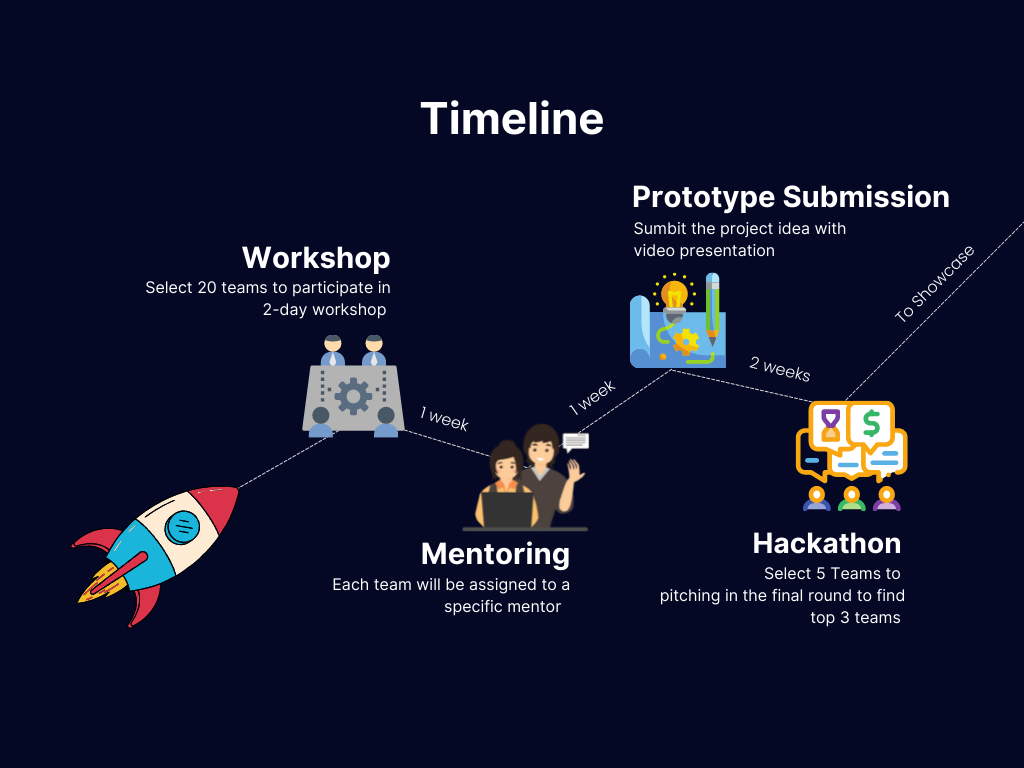 Timeline
Workshop
Select 20 teams to participate in
2-day workshop
1 week
Mentoring
Each team will be assigned to a
specific mentor
1 week
Prototype Submission
Sumbit the project idea with
video presentation
2 weeks
Hackathon
Select 5 Teams to
pitching in the final round to find
top 3 teams
To Showcase